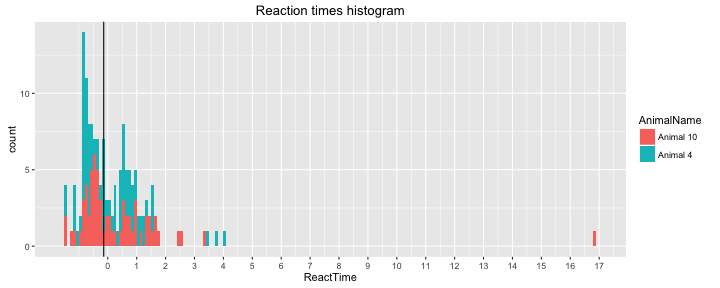 Reaction times histogram
10
5
0
count
0 1 2 3 4 5 6 7 8 9 10 11 12 13 14 15 16 17
ReactTime
AnimalName
Animal 10
Animal 4